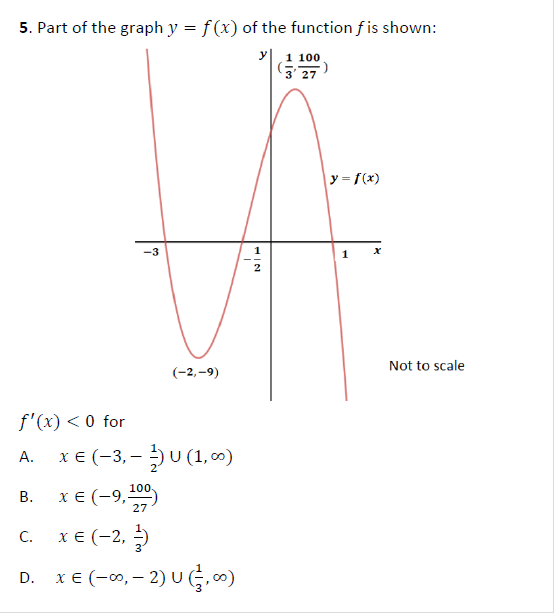 5. Part of the graph y = f(x) of the function f is shown:
y
(1/3, 100/27)
y = f(x)
-3
-1/2
1
x
(-2,-9)
Not to scale
f'(x) < 0 for
A. x ∈ (-3, - 1/2) ∪ (1, ∞)
B. x ∈ (-9, 100/27)
C. x ∈ (-2, 1/3)
D. x ∈ (-∞, - 2) ∪ (1/3, ∞)